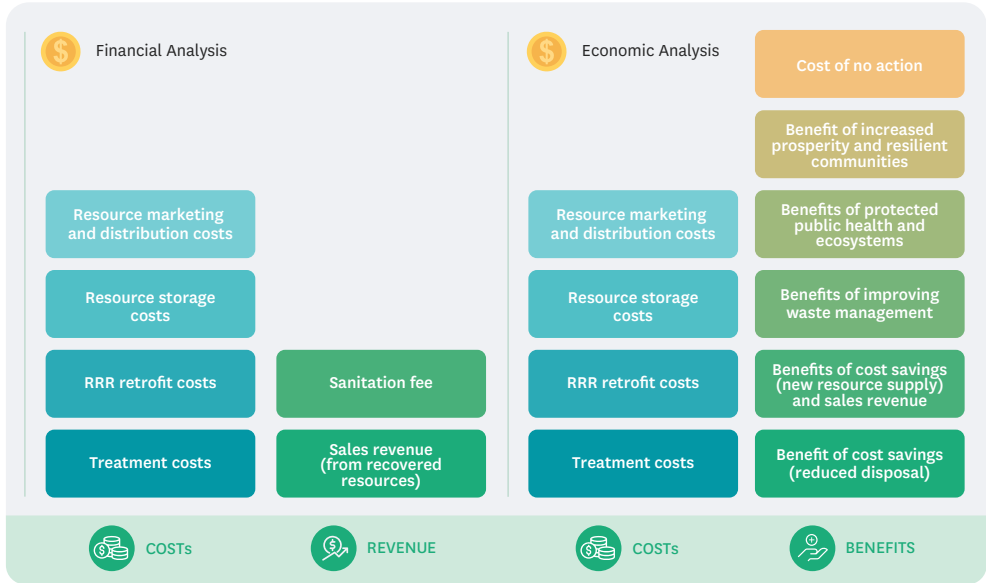 Financial Analysis
Resource marketing
and distribution costs
Resource storage
costs
RRR retrofit costs
Treatment costs
Sanitation fee
Sales revenue
(from recovered
resources)
COSTs
REVENUE
Economic Analysis
Resource marketing
and distribution costs
Resource storage
costs
RRR retrofit costs
Treatment costs
Cost of no action
Benefit of increased
prosperity and resilient
communities
Benefits of protected
public health and
ecosystems
Benefits of improving
waste management
Benefits of cost savings
(new resource supply)
and sales revenue
Benefit of cost savings
(reduced disposal)
COSTs
BENEFITS